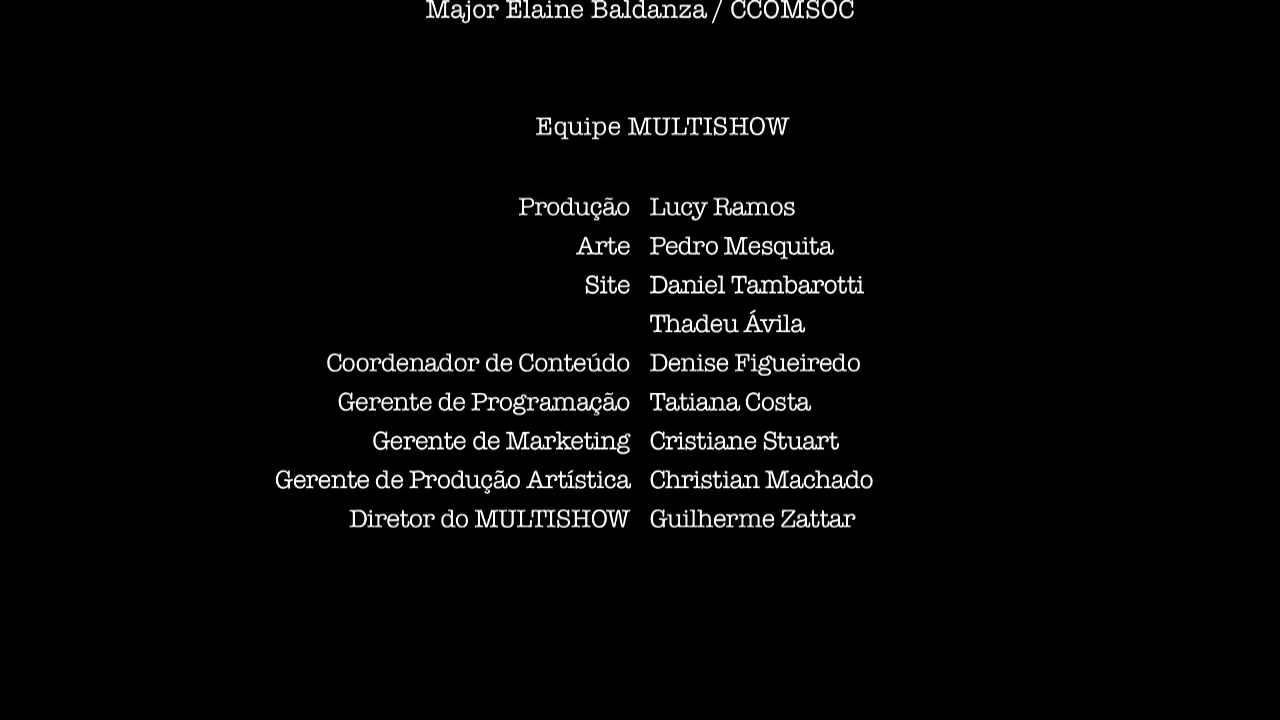 Major Elaine Baldanza / CCOMSOC
Equipe MULTISHOW
Produção Lucy Ramos
Arte Pedro Mesquita
Site Daniel Tambarotti
Thadeu Ávila
Coordenador de Conteúdo Denise Figueiredo
Gerente de Programação Tatiana Costa
Gerente de Marketing Cristiane Stuart
Gerente de Produção Artística Christian Machado
Diretor do MULTISHOW Guilherme Zattar